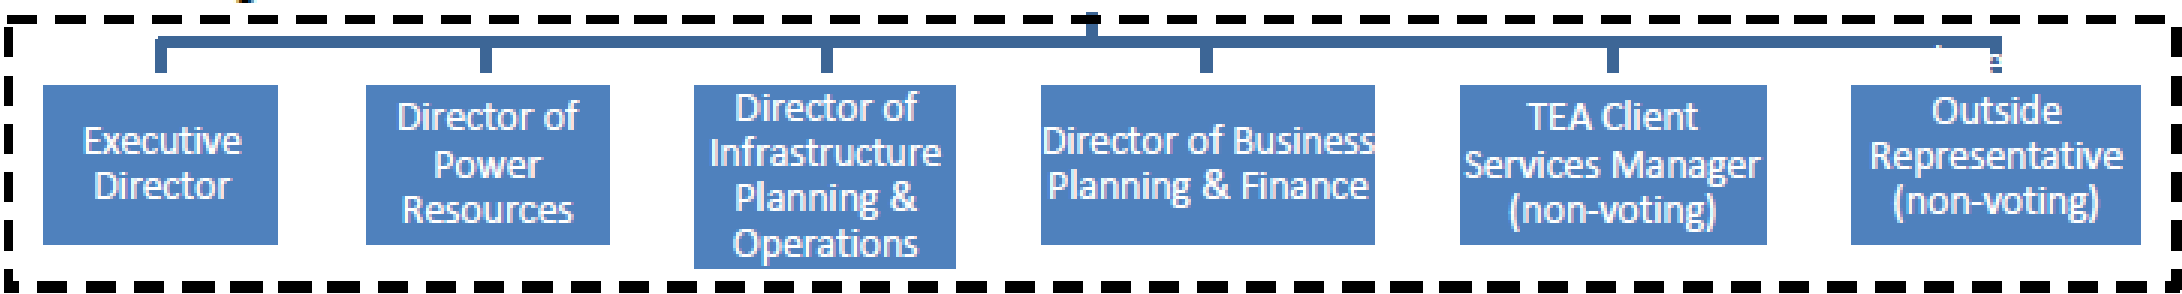 Executive
Director
Director of
Power
Resources
Director of
Infrastructure
Planning &
Operations
Director of Business
Planning & Finance
TEA Client
Services Manager
(non-voting)
Outside
Representative
(non-voting)